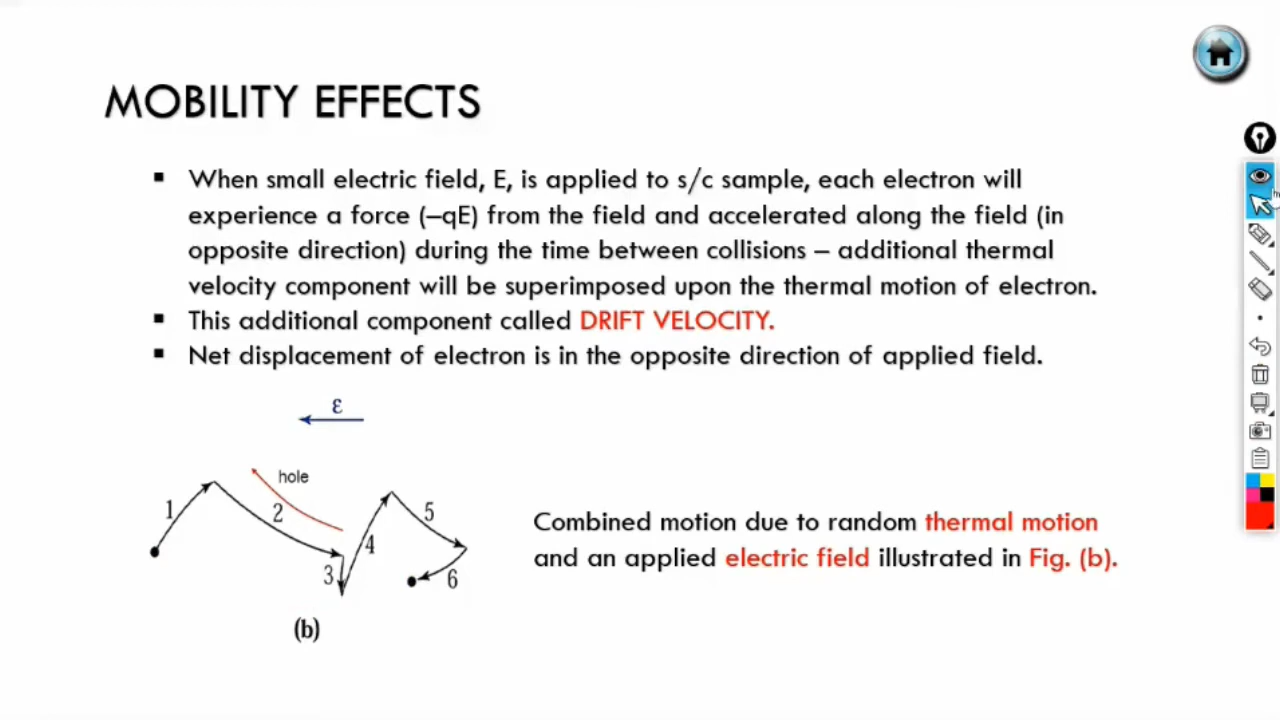 MOBILITY EFFECTS
▪ When small electric field, E, is applied to s/c sample, each electron will
experience a force (–qE) from the field and accelerated along the field (in
opposite direction) during the time between collisions – additional thermal
velocity component will be superimposed upon the thermal motion of electron.
▪ This additional component called DRIFT VELOCITY.
▪ Net displacement of electron is in the opposite direction of applied field.
ε
hole
1
2
5
4
3
6
(b)
Combined motion due to random thermal motion
and an applied electric field illustrated in Fig. (b).